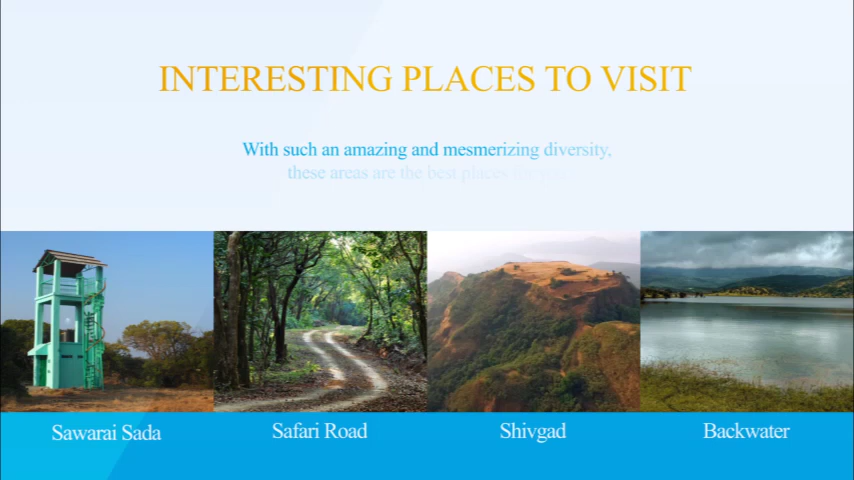 INTERESTING PLACES TO VISIT
With such an amazing and mesmerizing diversity,
these areas are the best places
Sawarai Sada
Safari Road
Shivgad
Backwater